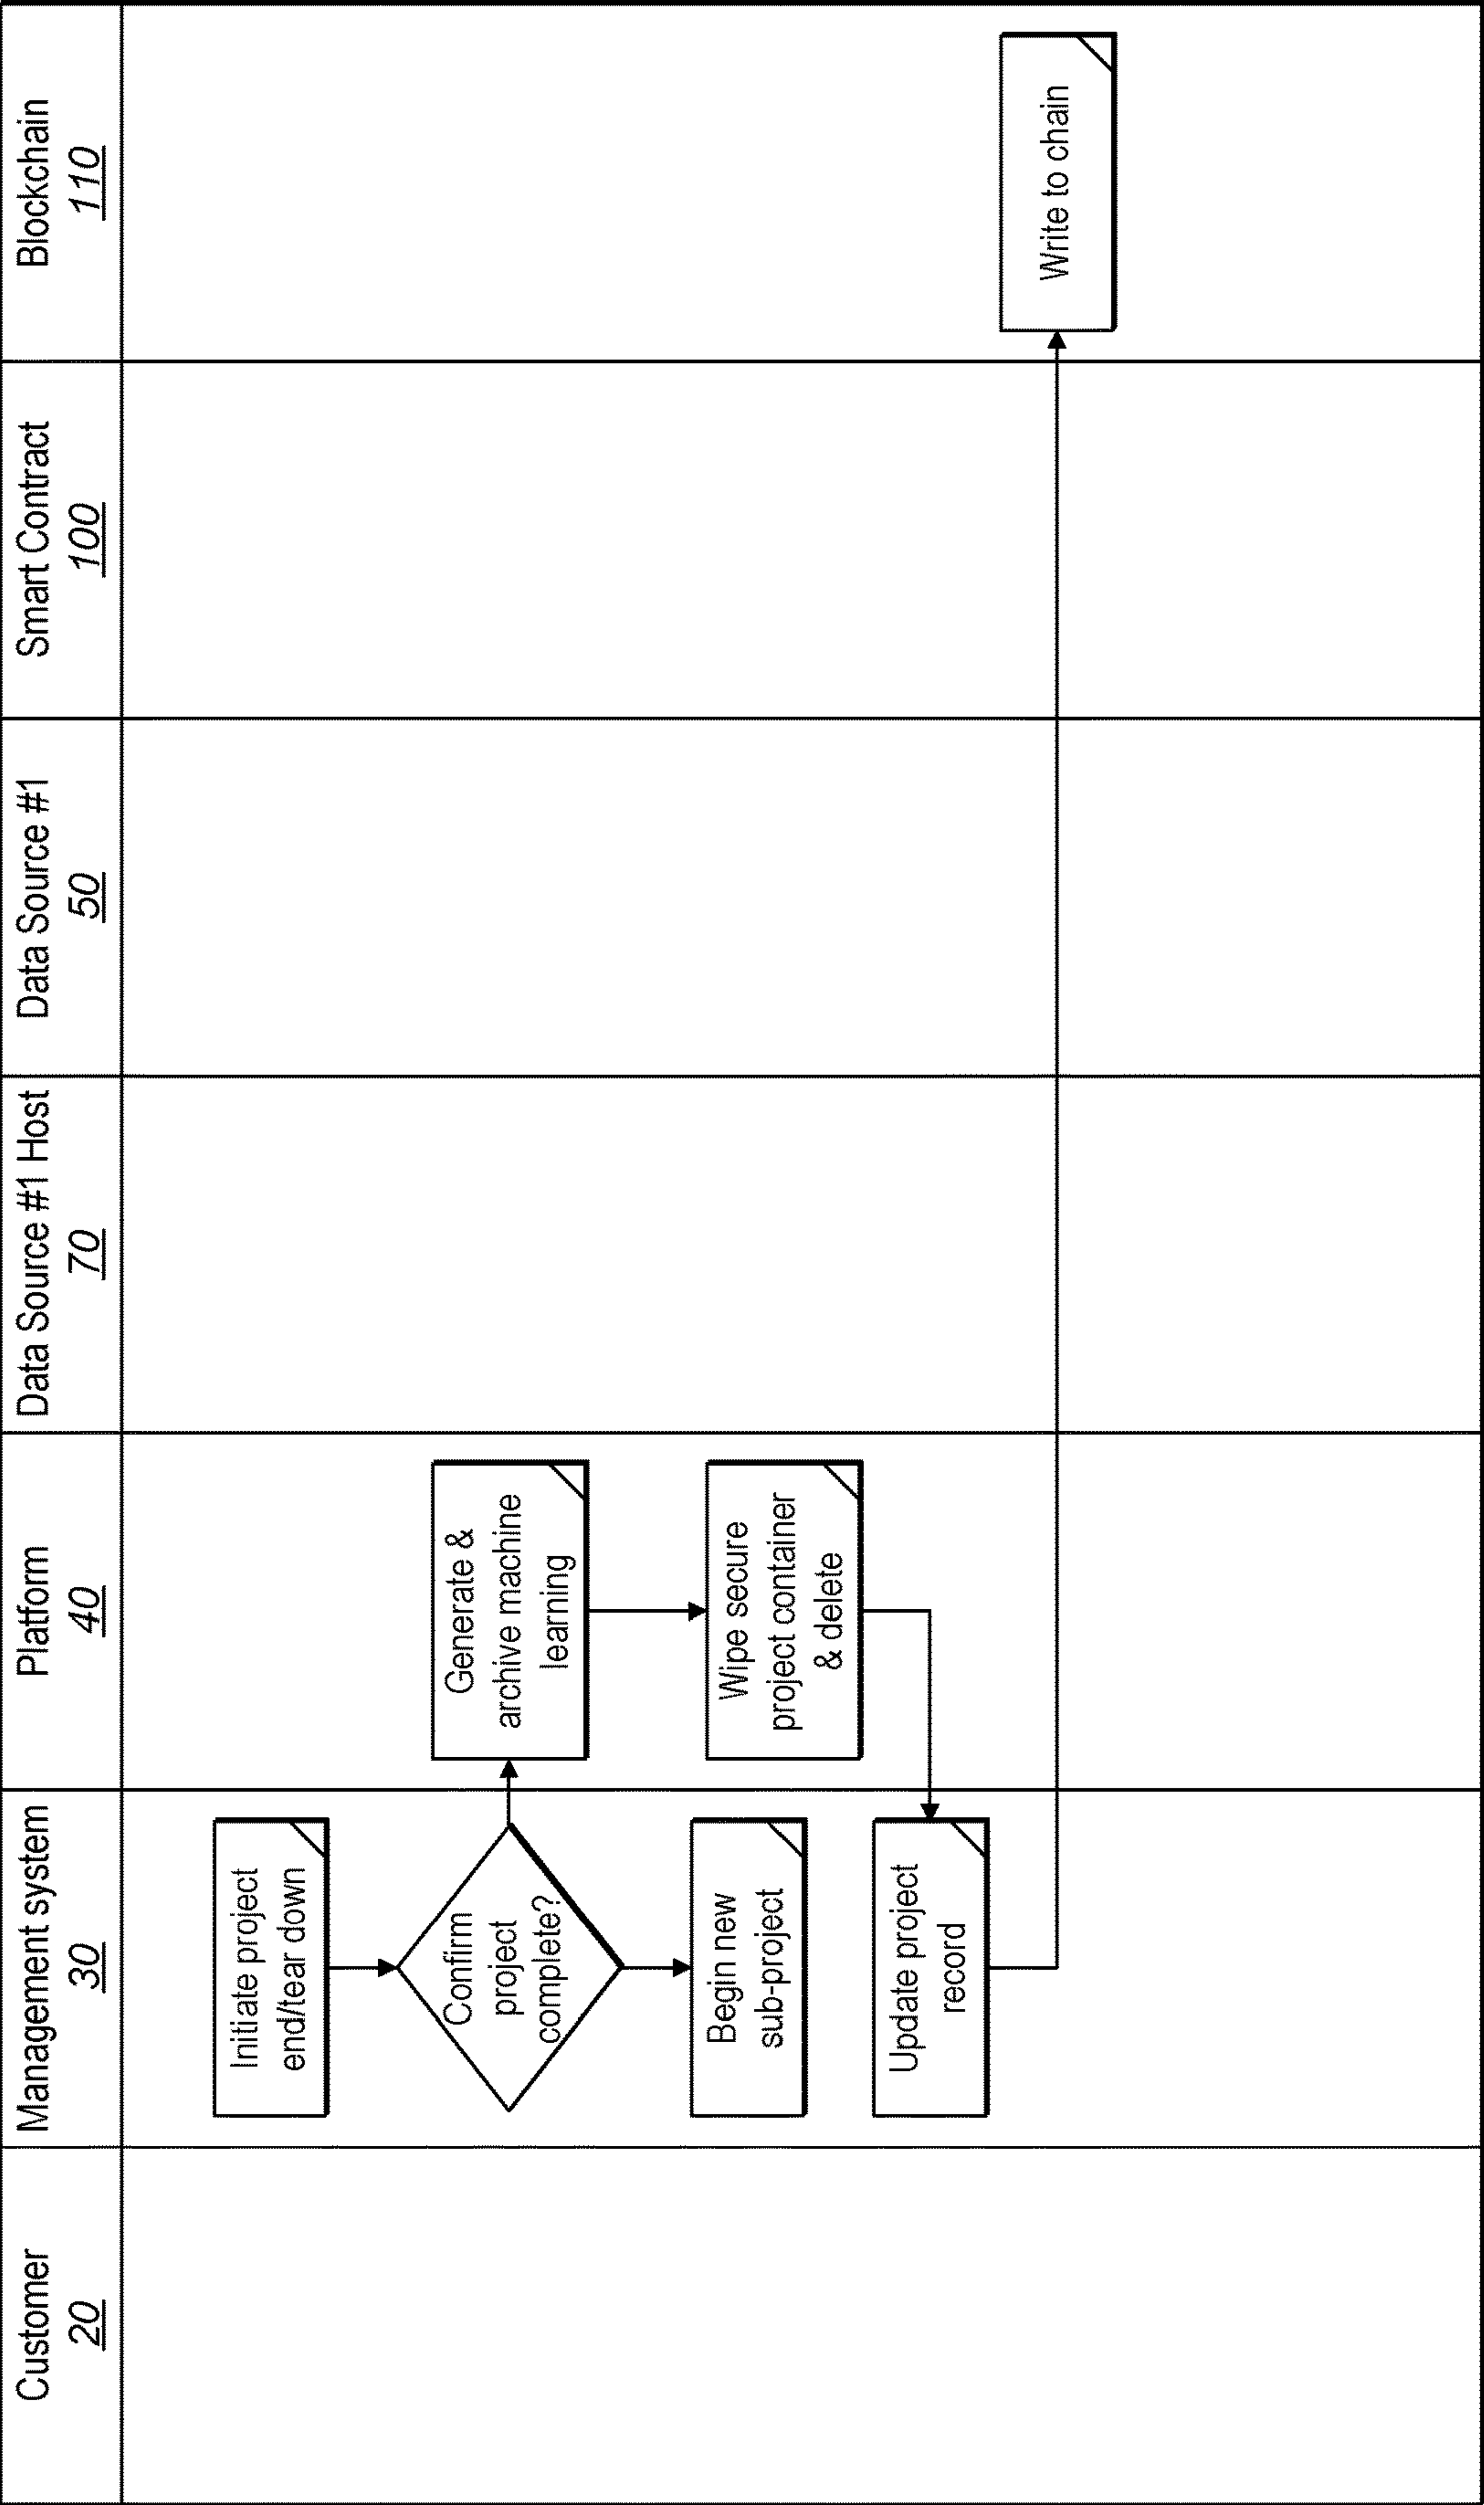 Customer
20
Management system
30
Platform
40
Data Source #1 Host
70
Data Source #1
50
Smart Contract
100
Blockchain
110
Initiate project
end/tear down
Confirm
project
complete?
Generate &
archive machine
learning
Begin new
sub-project
Wipe secure
project container
& delete
Update project
record
Write to chain